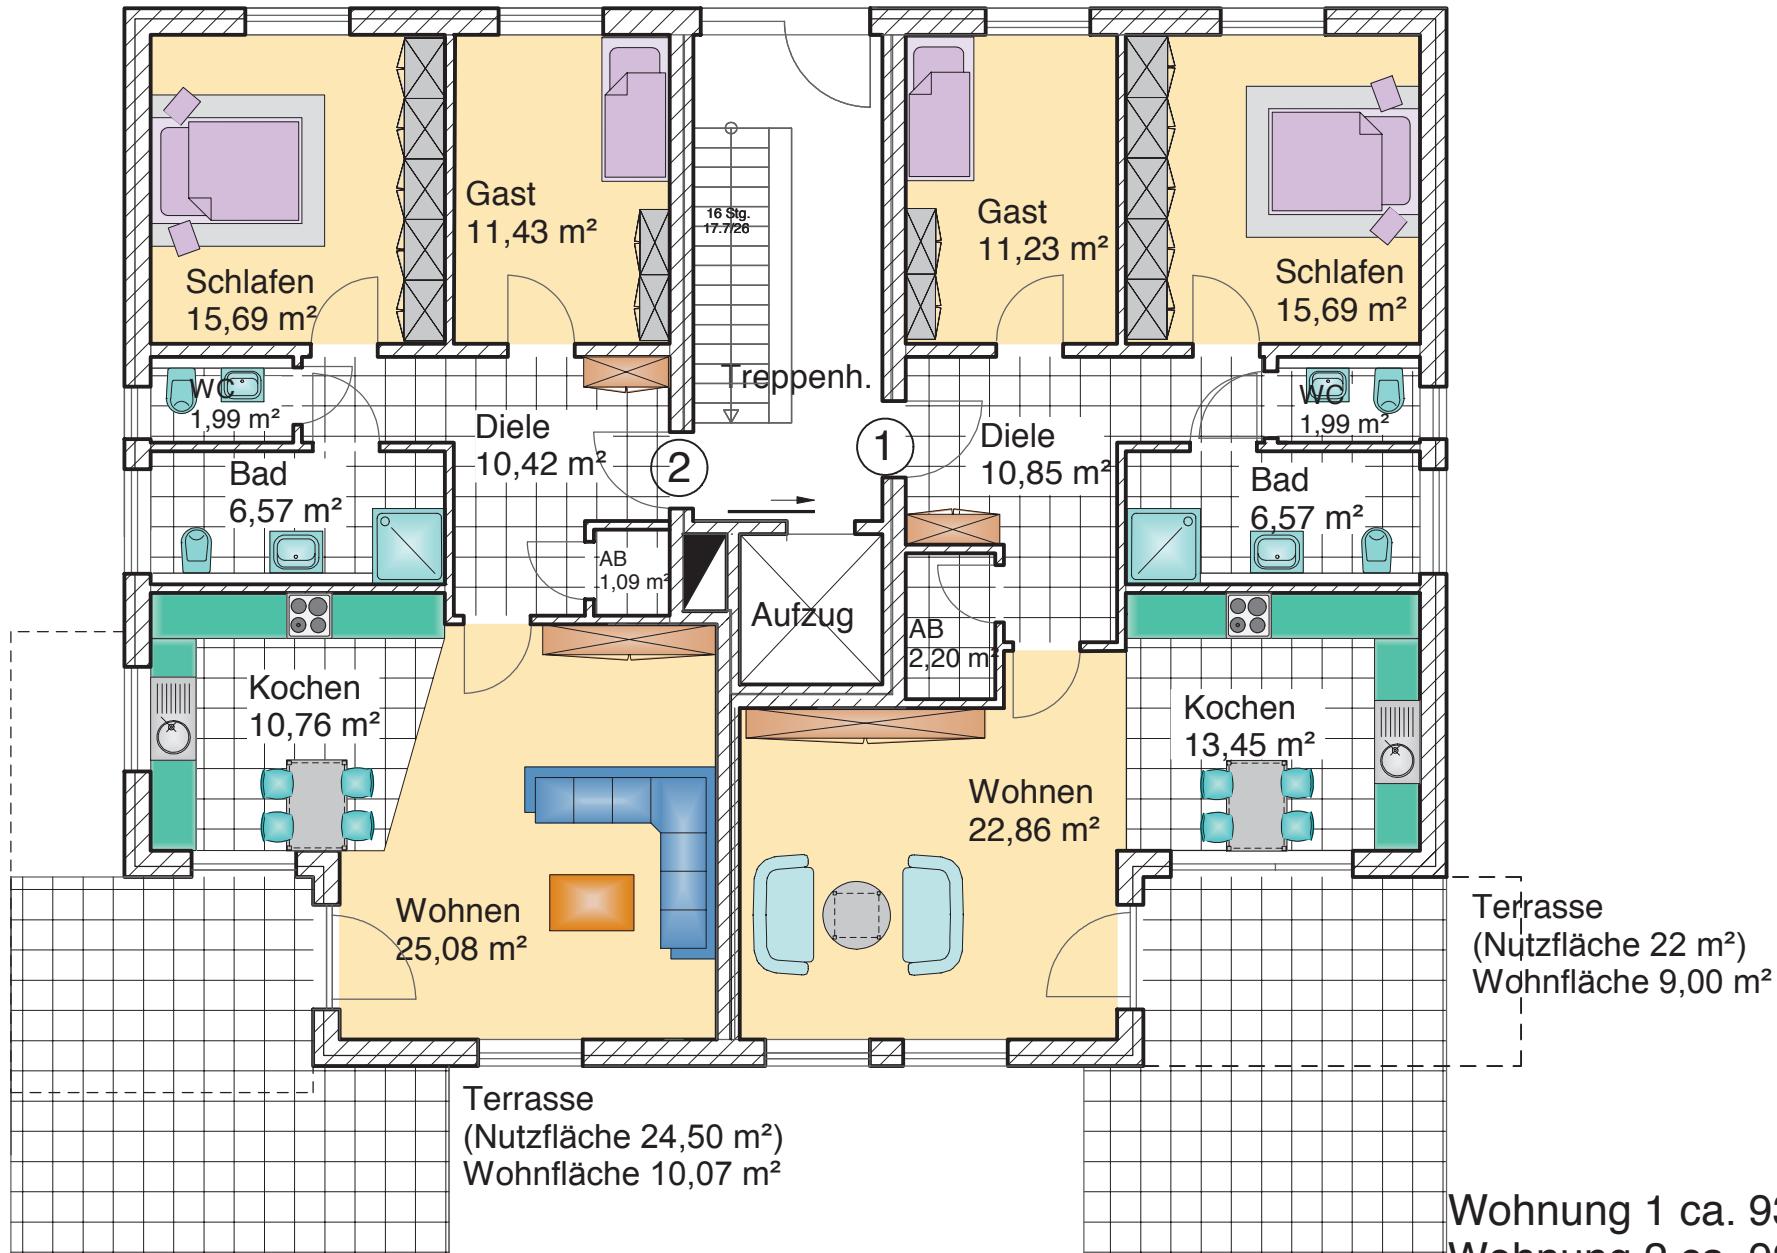 Gast
11,43 m²
16 Stg.
17.7/26
Gast
11,23 m²
Schlafen
15,69 m²
Schlafen
15,69 m²
Treppenh.
WC
1,99 m²
WC
1,99 m²
Diele
10,42 m²
2
1
Diele
10,85 m²
Bad
6,57 m²
Bad
6,57 m²
AB
1,09 m²
Aufzug
AB
2,20 m²
Kochen
10,76 m²
Kochen
13,45 m²
Wohnen
22,86 m²
Wohnen
25,08 m²
Terrasse
(Nutzfläche 22 m²)
Wohnfläche 9,00 m²
Terrasse
(Nutzfläche 24,50 m²)
Wohnfläche 10,07 m²
Wohnung 1 ca. 93
Wohnung 2 ca.